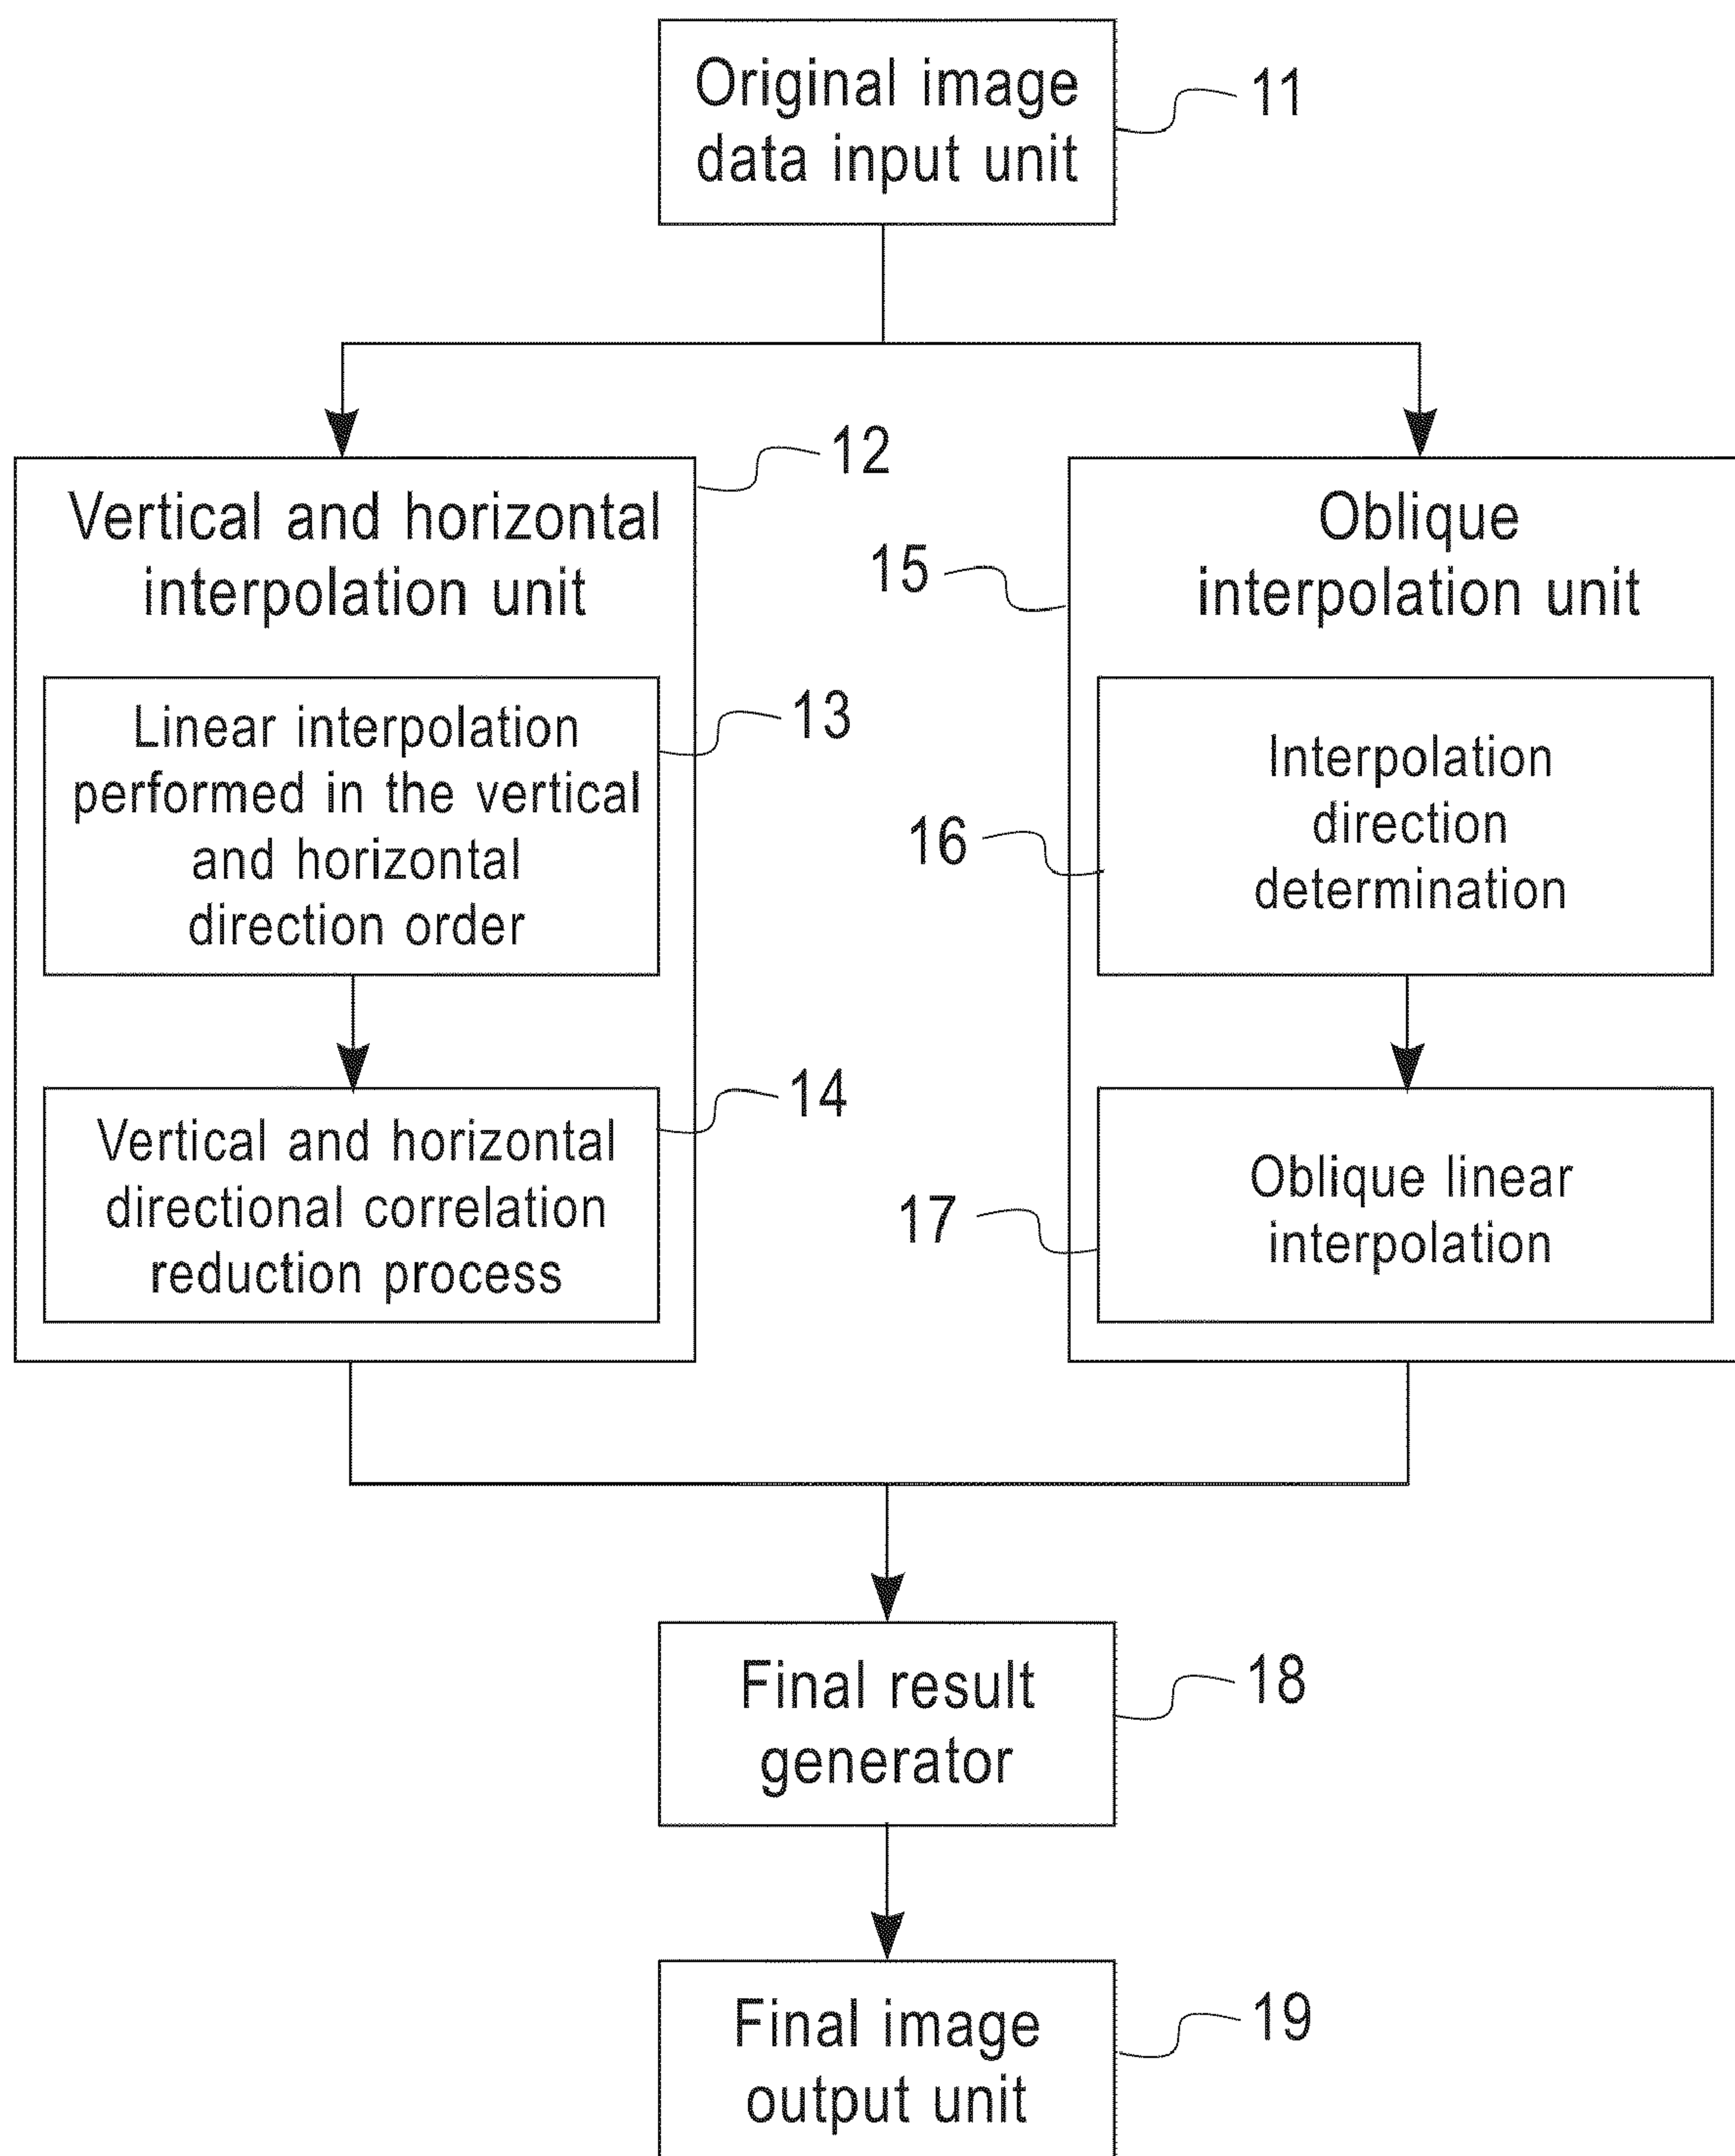 Original image
data input unit
11
Vertical and horizontal
interpolation unit
12
Linear interpolation
performed in the vertical
and horizontal
direction order
13
Vertical and horizontal
directional correlation
reduction process
14
Oblique
interpolation unit
15
Interpolation
direction
determination
16
Oblique linear
interpolation
17
Final result
generator
18
Final image
output unit
19